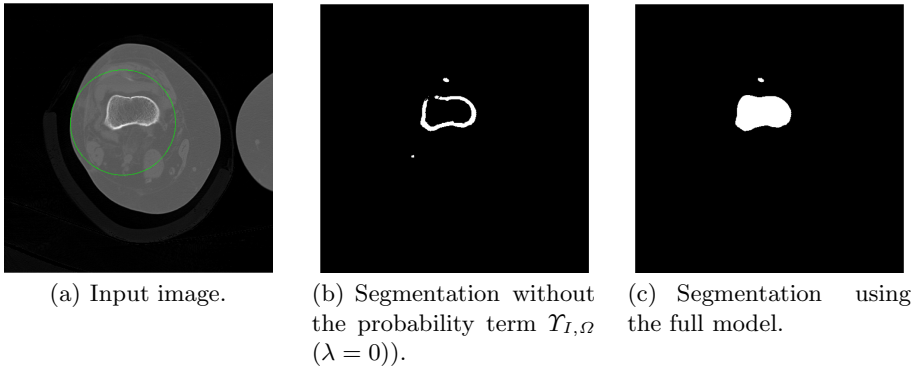 (a) Input image.
(b) Segmentation without
the probability term ϒ_{I,Ω}
(λ = 0)).
(c) Segmentation using
the full model.